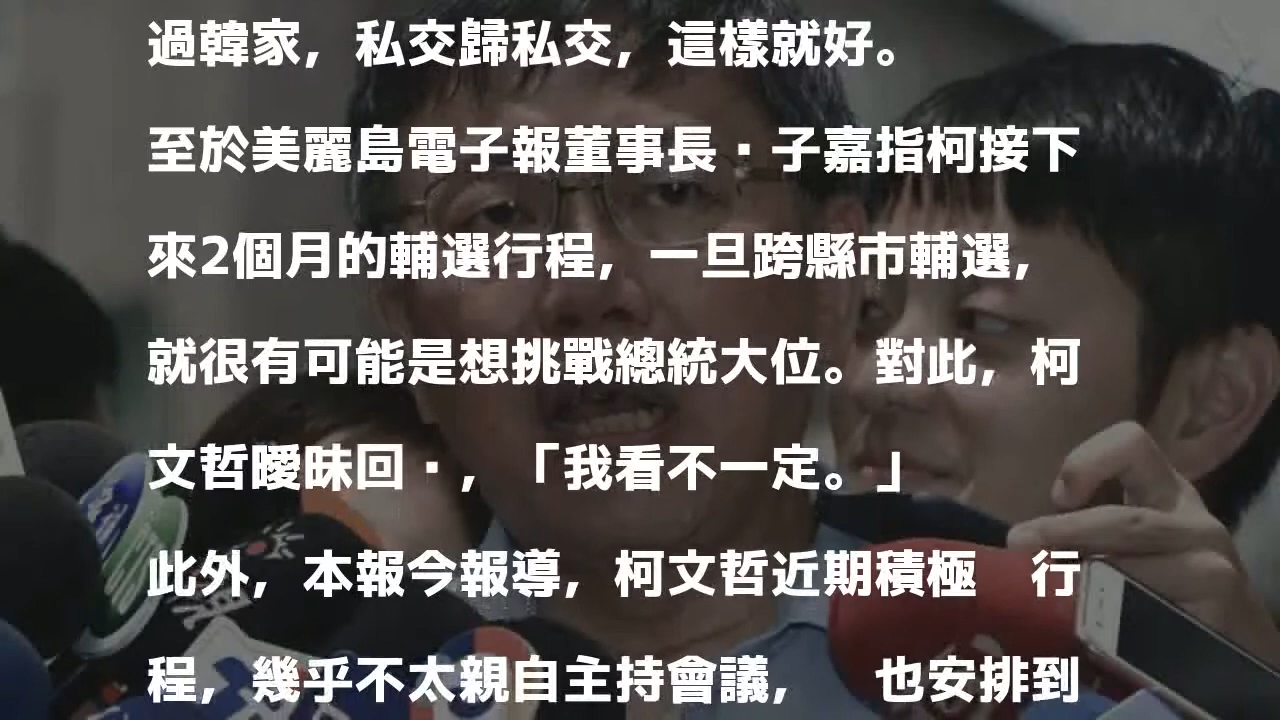 過韓家，私交歸私交，這樣就好。
至於美麗島電子報董事長▪子嘉指柯接下
來2個月的輔選行程，一旦跨縣市輔選，
就很有可能是想挑戰總統大位。對此，柯
文哲曖昧回▪，「我看不一定。」
此外，本報今報導，柯文哲近期積極　行
程，幾乎不太親自主持會議，　也安排到